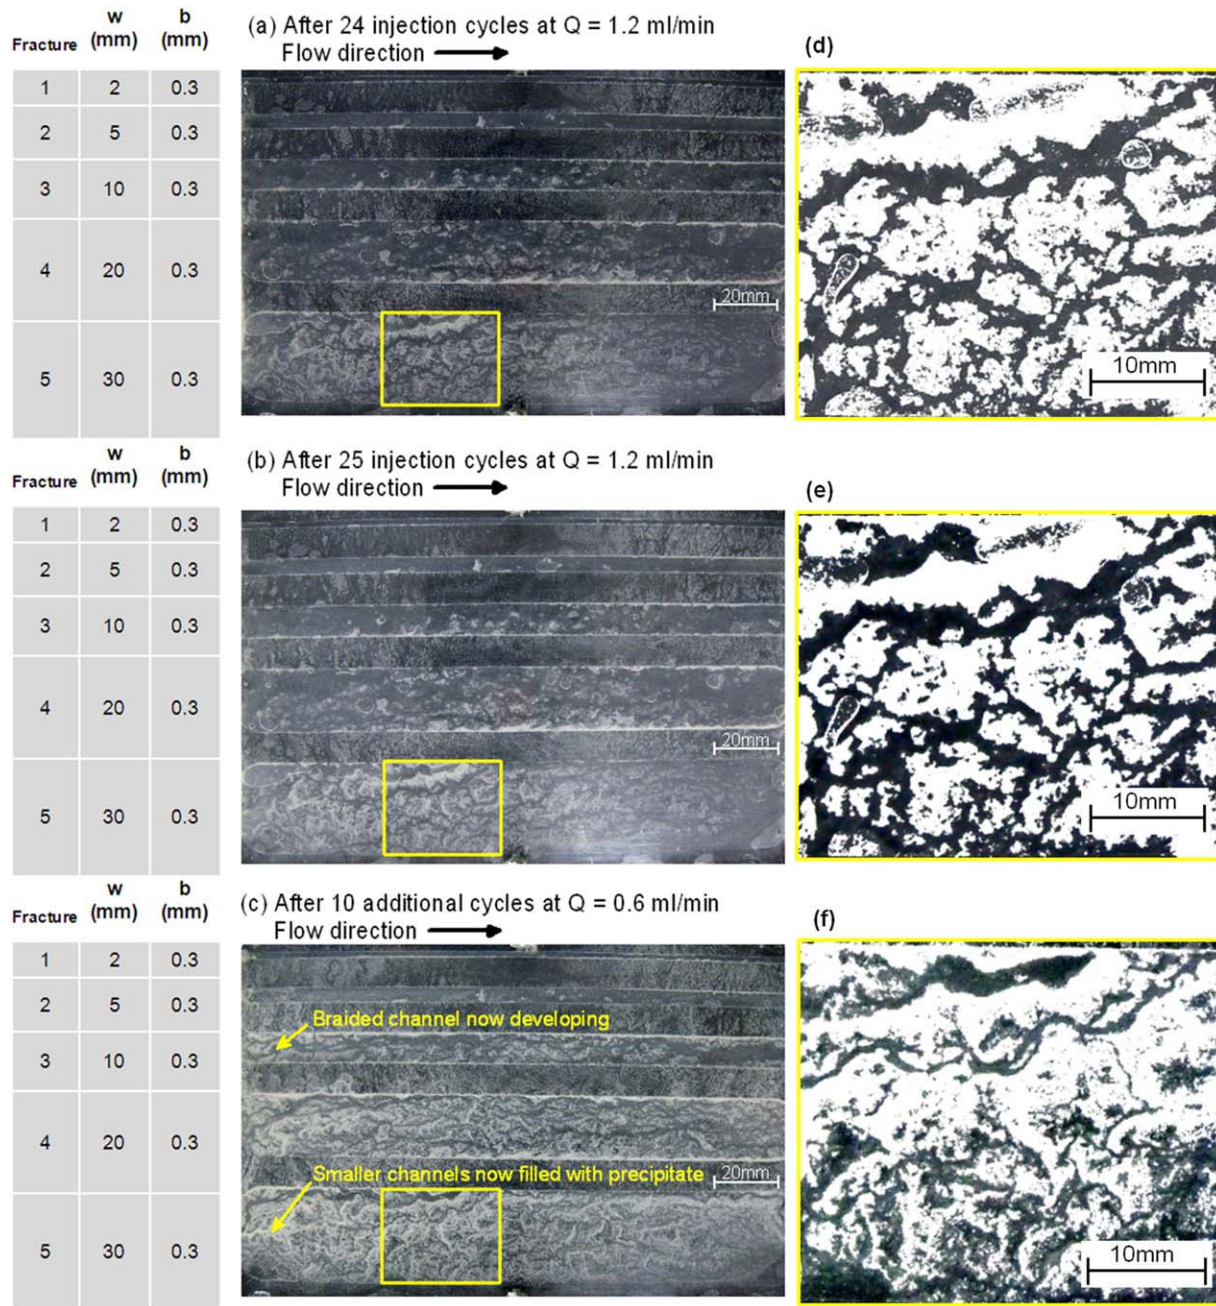 (a) After 24 injection cycles at Q = 1.2 ml/min
Flow direction
Fracture w (mm) b (mm)
1 2 0.3
2 5 0.3
3 10 0.3
4 20 0.3
5 30 0.3
20mm
(d)
10mm
(b) After 25 injection cycles at Q = 1.2 ml/min
Flow direction
Fracture w (mm) b (mm)
1 2 0.3
2 5 0.3
3 10 0.3
4 20 0.3
5 30 0.3
20mm
(e)
10mm
(c) After 10 additional cycles at Q = 0.6 ml/min
Flow direction
Fracture w (mm) b (mm)
1 2 0.3
2 5 0.3
3 10 0.3
4 20 0.3
5 30 0.3
Braided channel now developing
Smaller channels now filled with precipitate
20mm
(f)
10mm